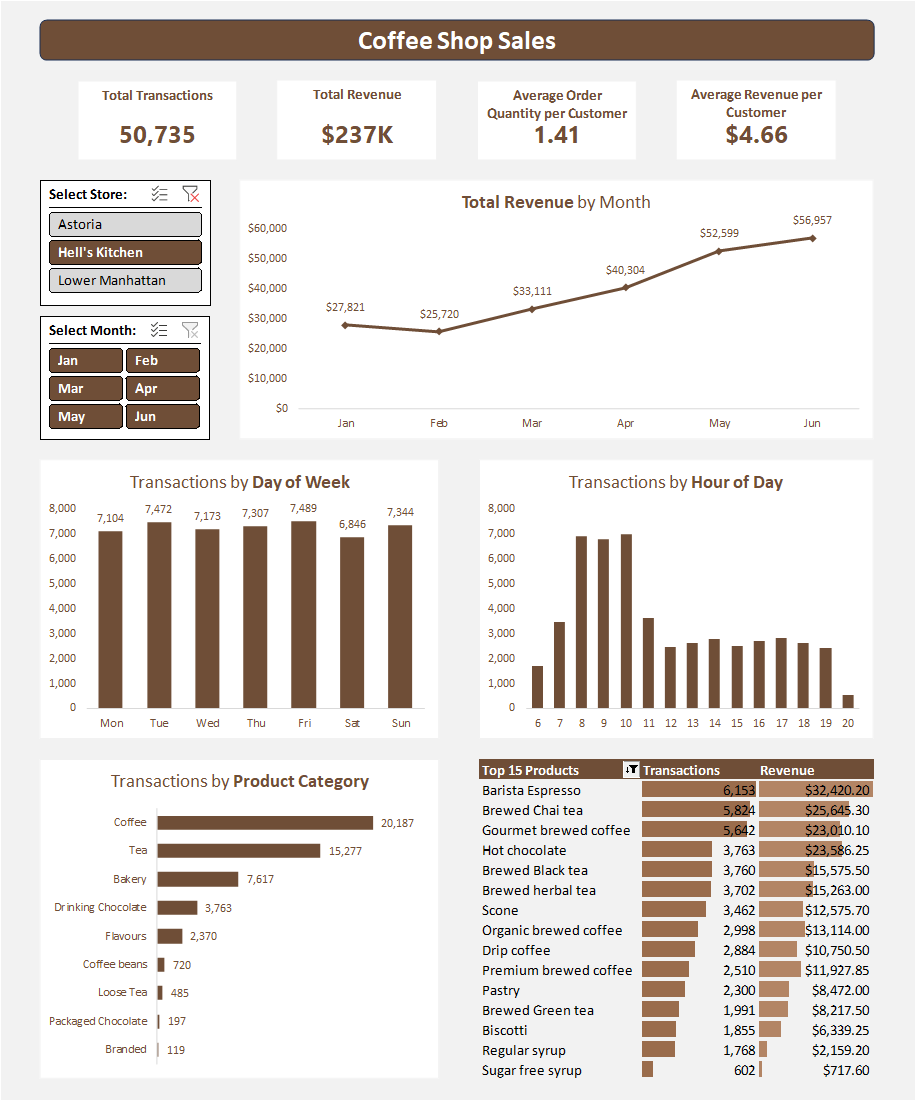 Coffee Shop Sales
Total Transactions
50,735
Total Revenue
$237K
Average Order
Quantity per Customer
1.41
Average Revenue per
Customer
$4.66
Select Store:
Astoria
Hell's Kitchen
Lower Manhattan
Select Month:
Jan Feb
Mar Apr
May Jun
Total Revenue by Month
$60,000
$50,000
$40,000
$30,000
$20,000
$10,000
$0
$27,821
$25,720
$33,111
$40,304
$52,599
$56,957
Jan Feb Mar Apr May Jun
Transactions by Day of Week
8,000
7,000
6,000
5,000
4,000
3,000
2,000
1,000
0
7,104 7,472 7,173 7,307 7,489 6,846 7,344
Mon Tue Wed Thu Fri Sat Sun
Transactions by Hour of Day
8,000
7,000
6,000
5,000
4,000
3,000
2,000
1,000
0
6 7 8 9 10 11 12 13 14 15 16 17 18 19 20
Transactions by Product Category
Coffee 20,187
Tea 15,277
Bakery 7,617
Drinking Chocolate 3,763
Flavours 2,370
Coffee beans 720
Loose Tea 485
Packaged Chocolate 197
Branded 119
Top 15 Products Transactions Revenue
Barista Espresso 6,153 $32,420.20
Brewed Chai tea 5,824 $25,645.30
Gourmet brewed coffee 5,642 $23,010.10
Hot chocolate 3,763 $23,586.25
Brewed Black tea 3,760 $15,575.50
Brewed herbal tea 3,702 $15,263.00
Scone 3,462 $12,575.70
Organic brewed coffee 2,998 $13,114.00
Drip coffee 2,884 $10,750.50
Premium brewed coffee 2,510 $11,927.85
Pastry 2,300 $8,472.00
Brewed Green tea 1,991 $8,217.50
Biscotti 1,855 $6,339.25
Regular syrup 1,768 $2,159.20
Sugar free syrup 602 $717.60